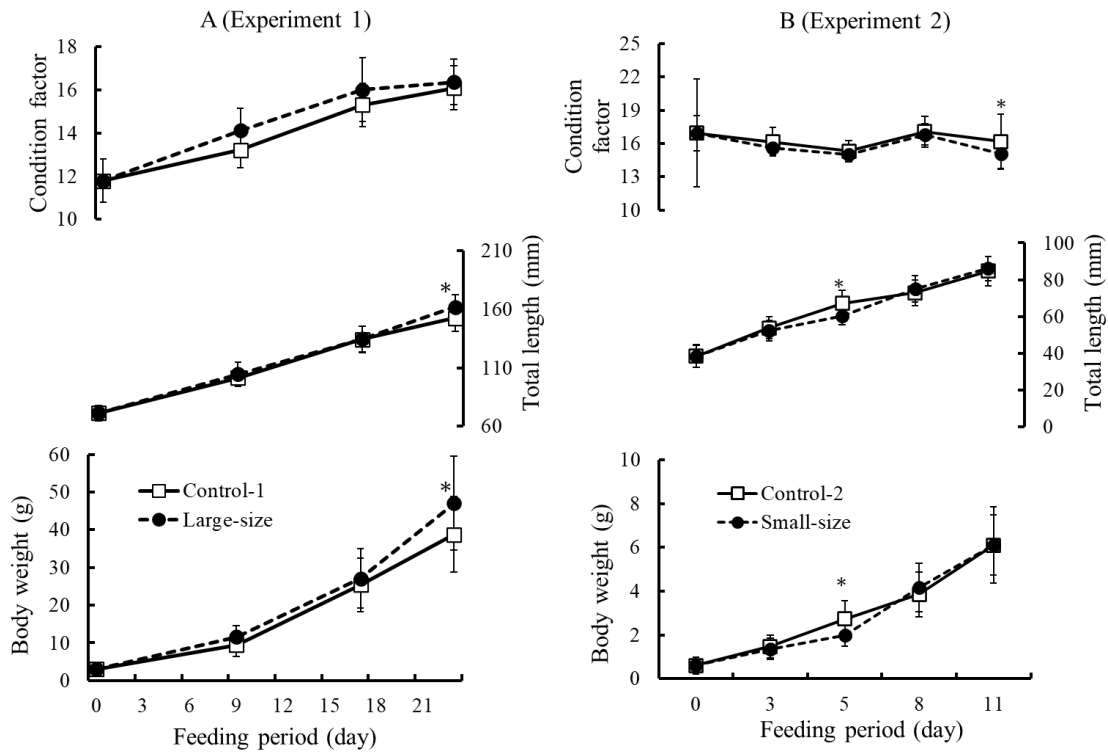 A (Experiment 1)
18
16
14
12
10
Condition factor
210
160
110
60
Total length (mm)
*
60
50
40
30
20
10
0
Body weight (g)
Control-1
Large-size
*
0 3 6 9 12 15 18 21
Feeding period (day)
B (Experiment 2)
25
22
19
16
13
10
Condition
factor
*
100
80
60
40
20
0
Total length (mm)
*
10
8
6
4
2
0
Body weight (g)
Control-2
Small-size
*
0 3 5 8 11
Feeding period (day)